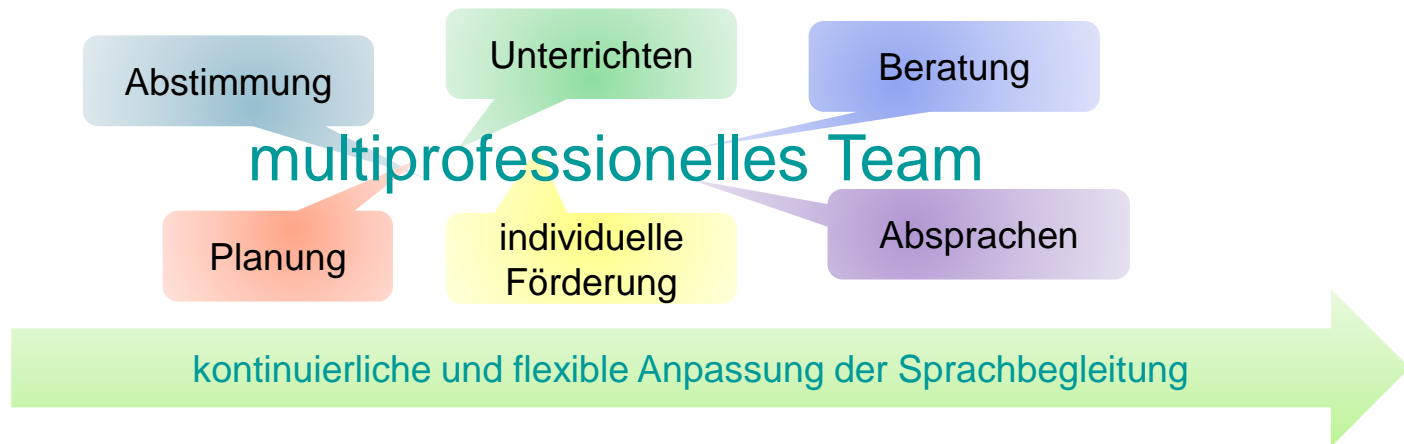 Abstimmung
Unterrichten
Beratung
multiprofessionelles Team
Planung
individuelle
Förderung
Absprachen
kontinuierliche und flexible Anpassung der Sprachbegleitung